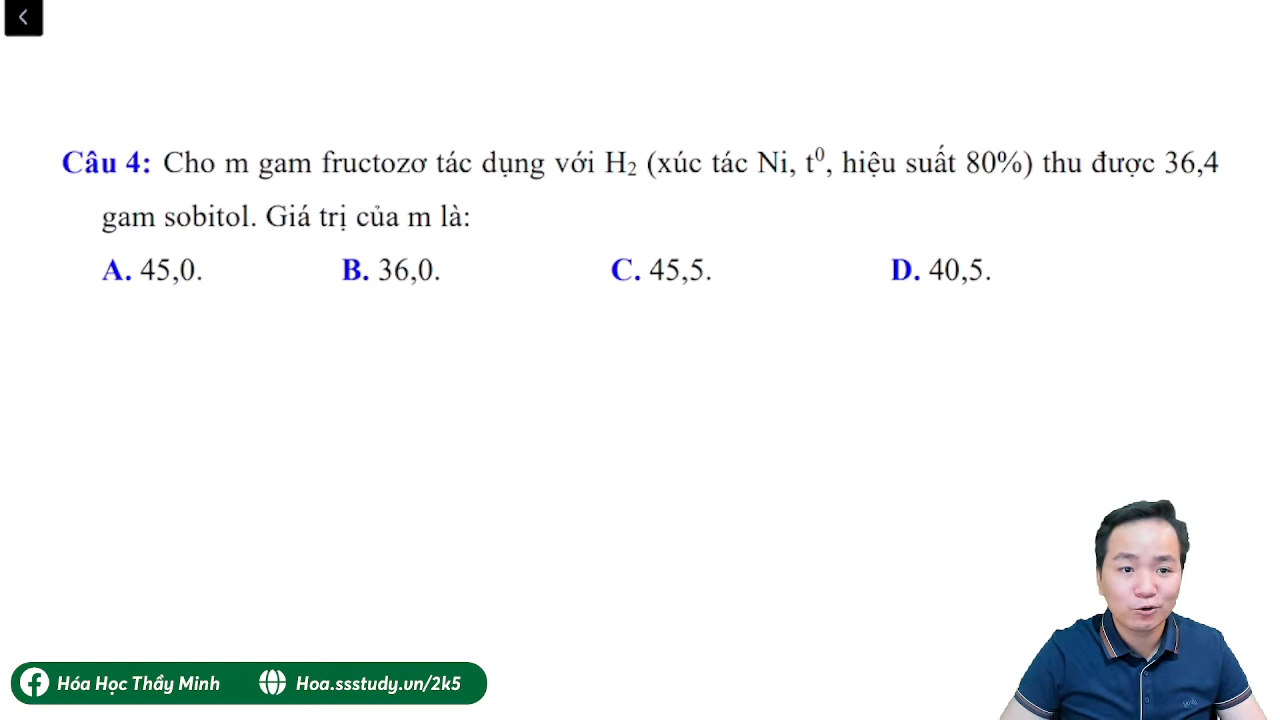 Câu 4: Cho m gam fructozơ tác dụng với H₂ (xúc tác Ni, t⁰, hiệu suất 80%) thu được 36,4
gam sobitol. Giá trị của m là:
A. 45,0. B. 36,0. C. 45,5. D. 40,5.
Hóa Học Thầy Minh Hoa.ssstudy.vn/2k5